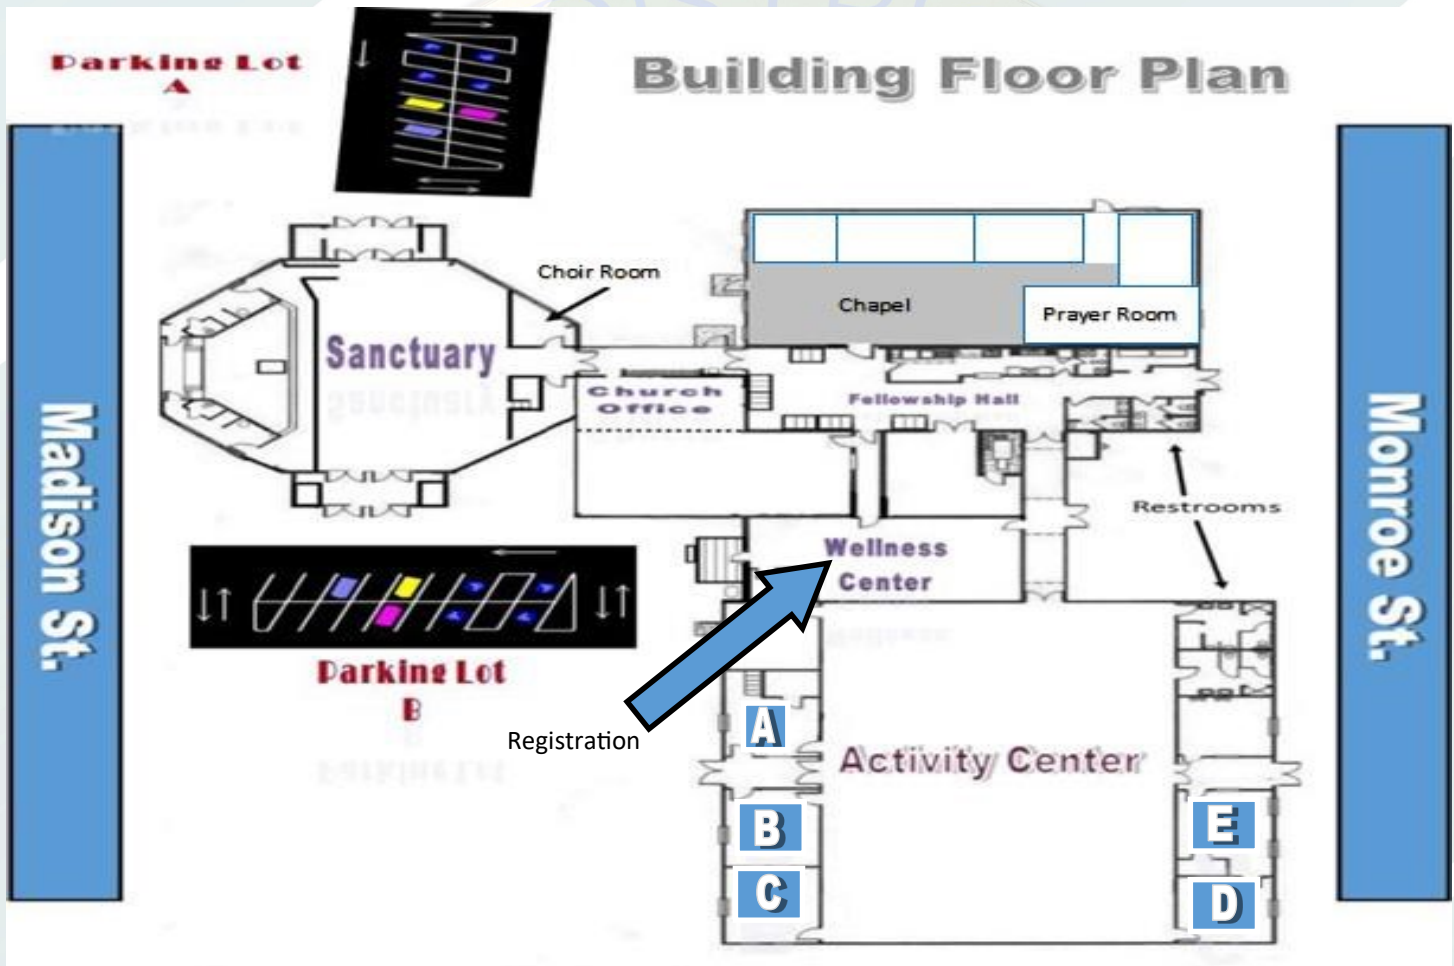 Building Floor Plan
Parking Lot
A
Madison St.
Monroe St.
Choir Room
Sanctuary
Chapel
Prayer Room
Church
Office
Fellowship Hall
Restrooms
Wellness
Center
Parking Lot
B
Registration
Activity Center
A
B
C
E
D